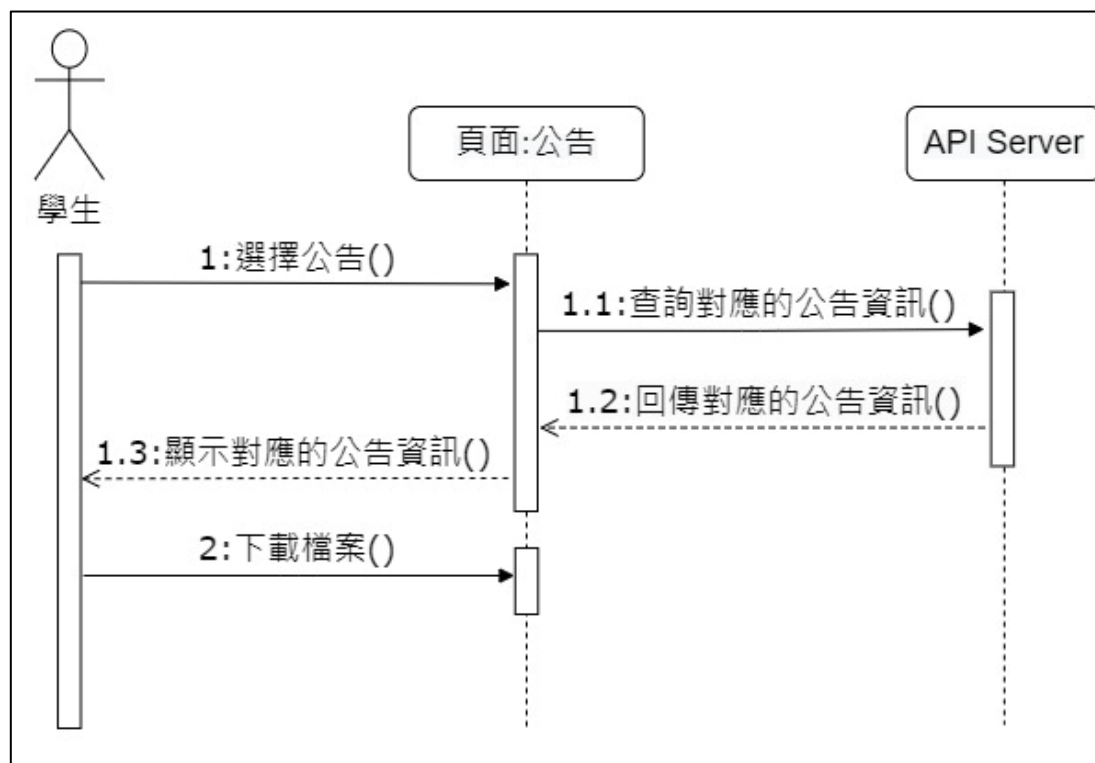 頁面:公告
API Server
學生
1:選擇公告()
1.1:查詢對應的公告資訊()
1.2:回傳對應的公告資訊()
1.3:顯示對應的公告資訊()
2:下載檔案()